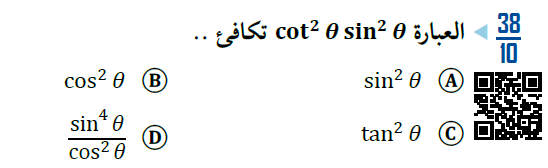 38/10 العبارة cot² θ sin² θ تكافئ ..
A sin² θ B cos² θ
C tan² θ D sin⁴ θ / cos² θ